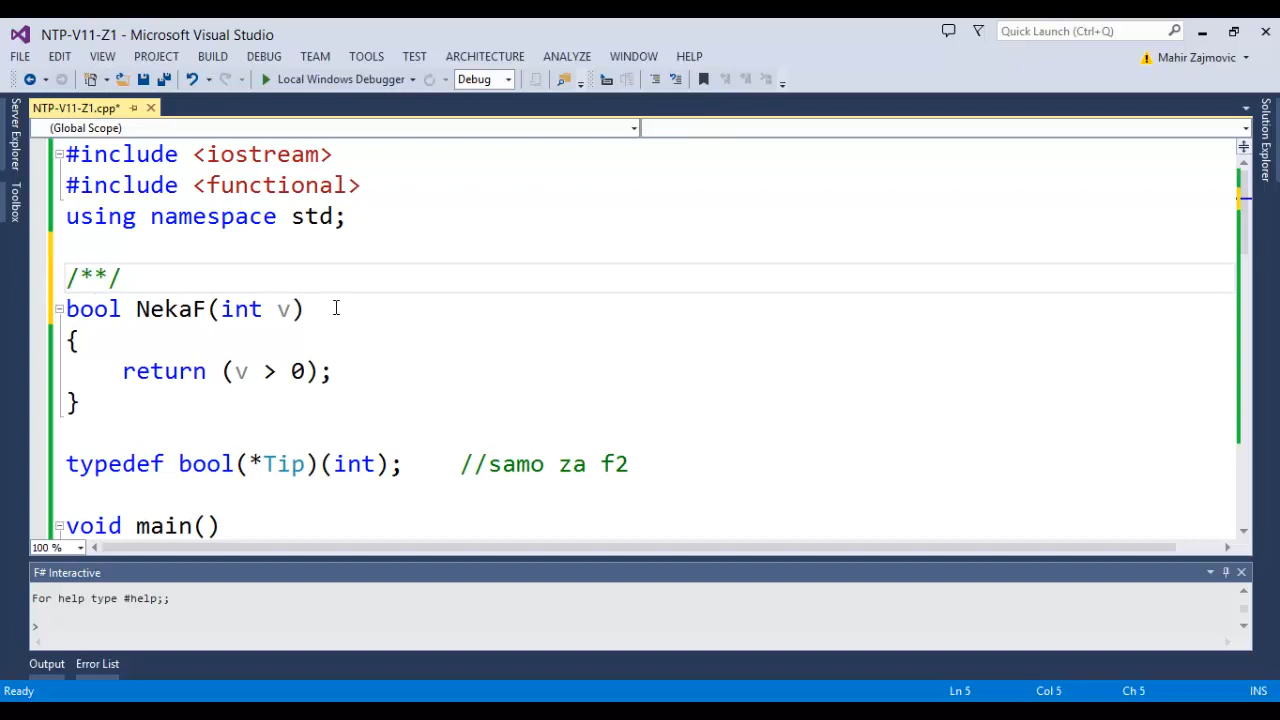 NTP-V11-Z1 - Microsoft Visual Studio
Quick Launch (Ctrl+Q)
FILE EDIT VIEW PROJECT BUILD DEBUG TEAM TOOLS TEST ARCHITECTURE ANALYZE WINDOW HELP
Mahir Zajmovic
Local Windows Debugger
Debug
NTP-V11-Z1.cpp*
(Global Scope)
Server Explorer
Toolbox
Solution Explorer
#include <iostream>
#include <functional>
using namespace std;
/**/
bool NekaF(int v)
{
return (v > 0);
}
typedef bool(*Tip)(int); //samo za f2
void main()
100 %
F# Interactive
For help type #help;;
>
Output Error List
Ready
Ln 5 Col 5 Ch 5 INS